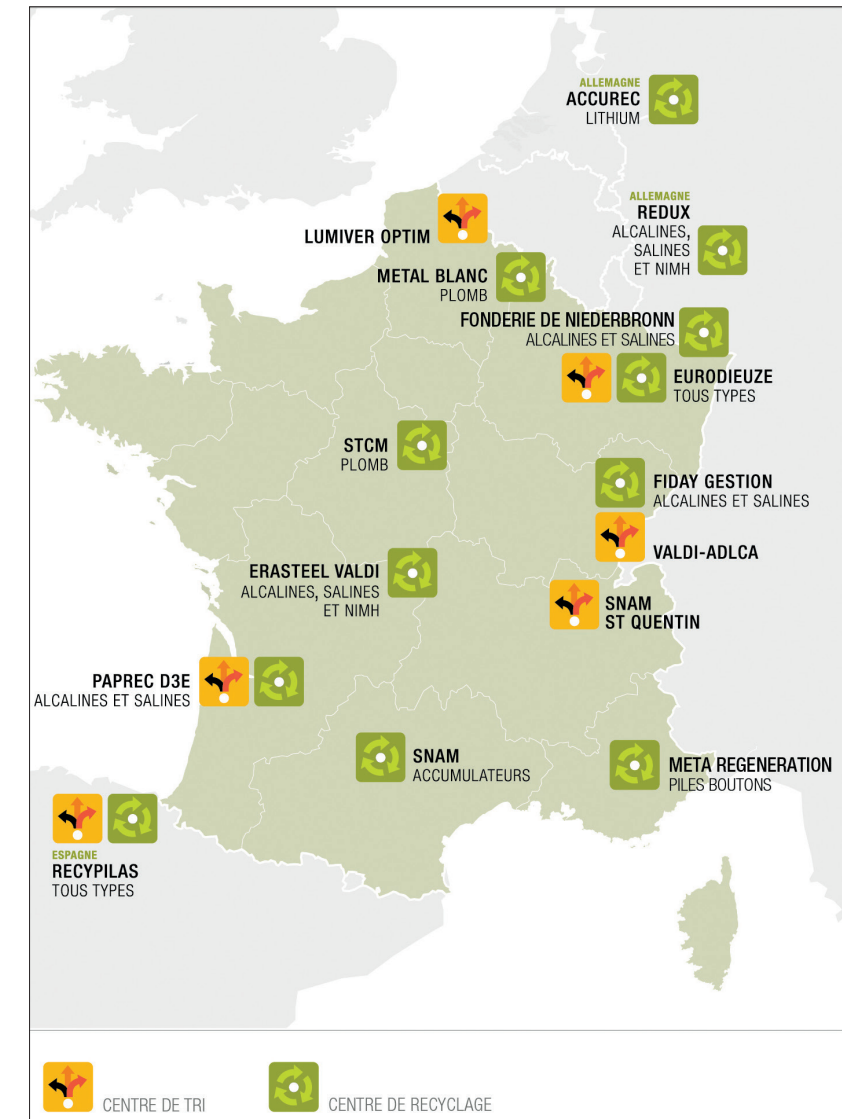 ALLEMAGNE
ACCUREC
LITHIUM
ALLEMAGNE
REDUX
ALCALINES,
SALINES
ET NIMH
LUMIVER OPTIM
METAL BLANC
PLOMB
FONDERIE DE NIEDERBRONN
ALCALINES ET SALINES
EURODIEUZE
TOUS TYPES
STCM
PLOMB
FIDAY GESTION
ALCALINES ET SALINES
VALDI-ADLCA
ERASTEEL VALDI
ALCALINES, SALINES
ET NIMH
SNAM
ST QUENTIN
PAPREC D3E
ALCALINES ET SALINES
SNAM
ACCUMULATEURS
META REGENERATION
PILES BOUTONS
ESPAGNE
RECYPILAS
TOUS TYPES
CENTRE DE TRI
CENTRE DE RECYCLAGE